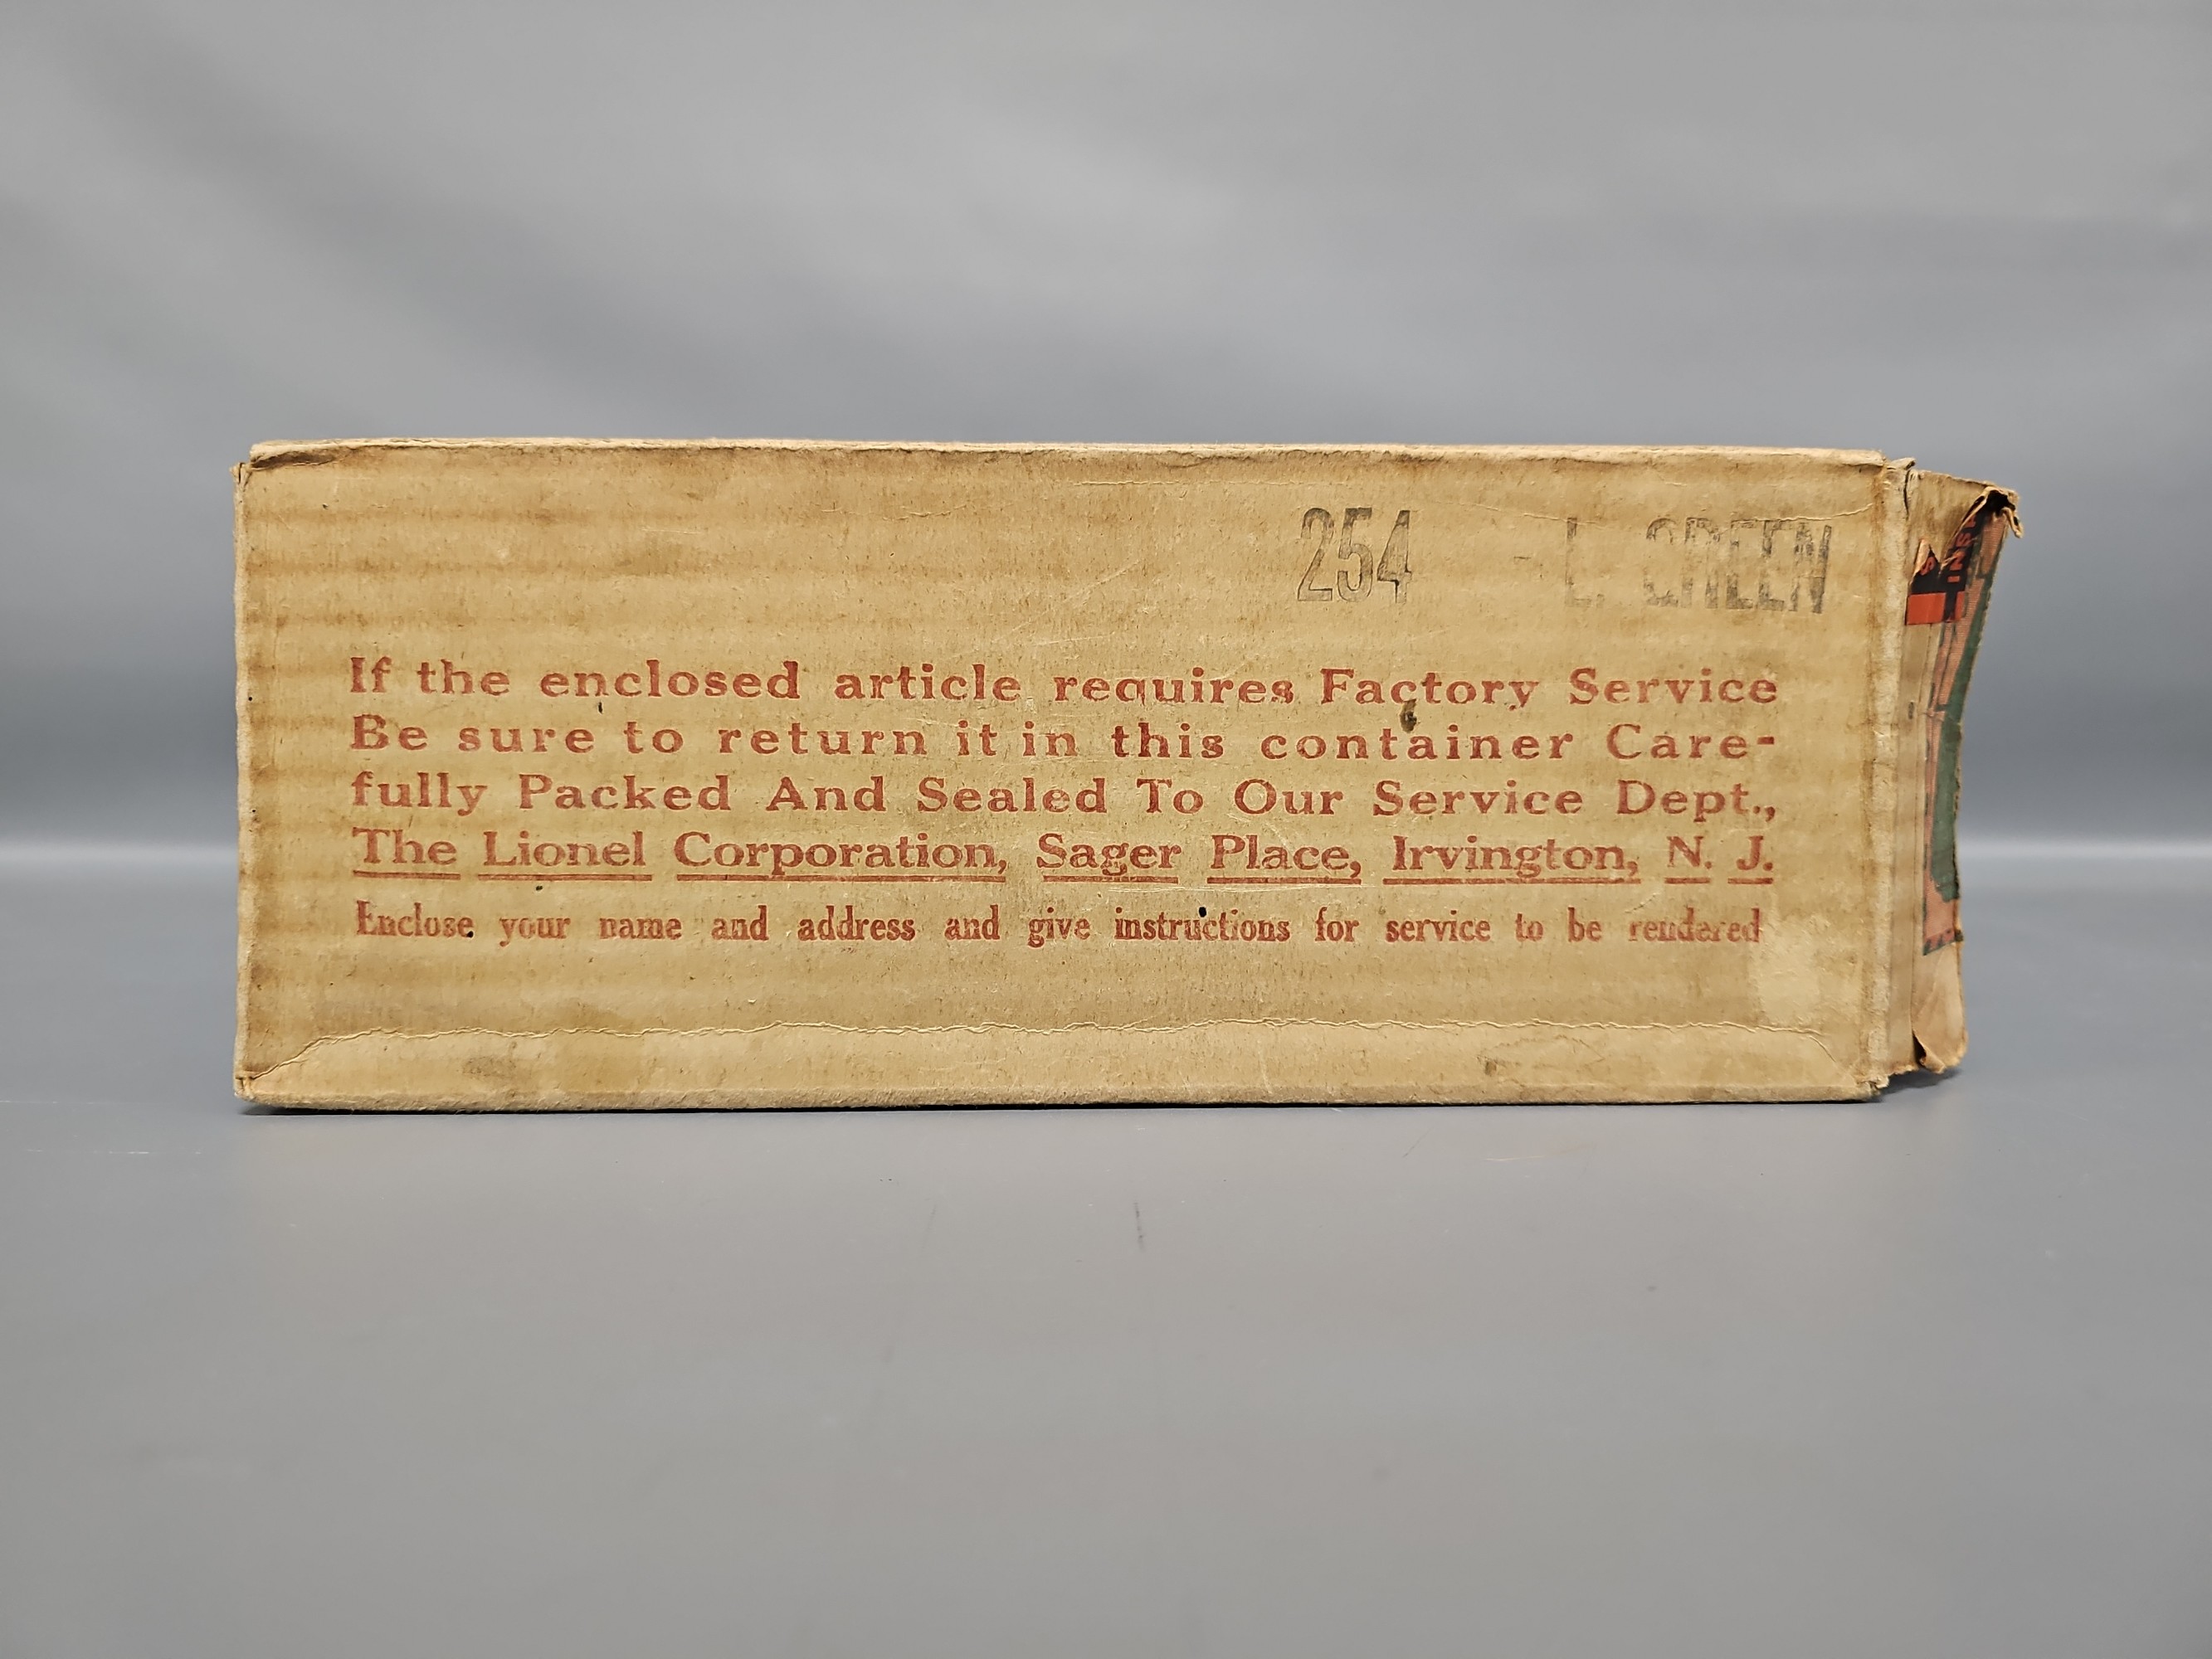 254 - L. GREEN
If the enclosed article requires Factory Service
Be sure to return it in this container Care-
fully Packed And Sealed To Our Service Dept.,
The Lionel Corporation, Sager Place, Irvington, N. J.
Enclose your name and address and give instructions for service to be rendered